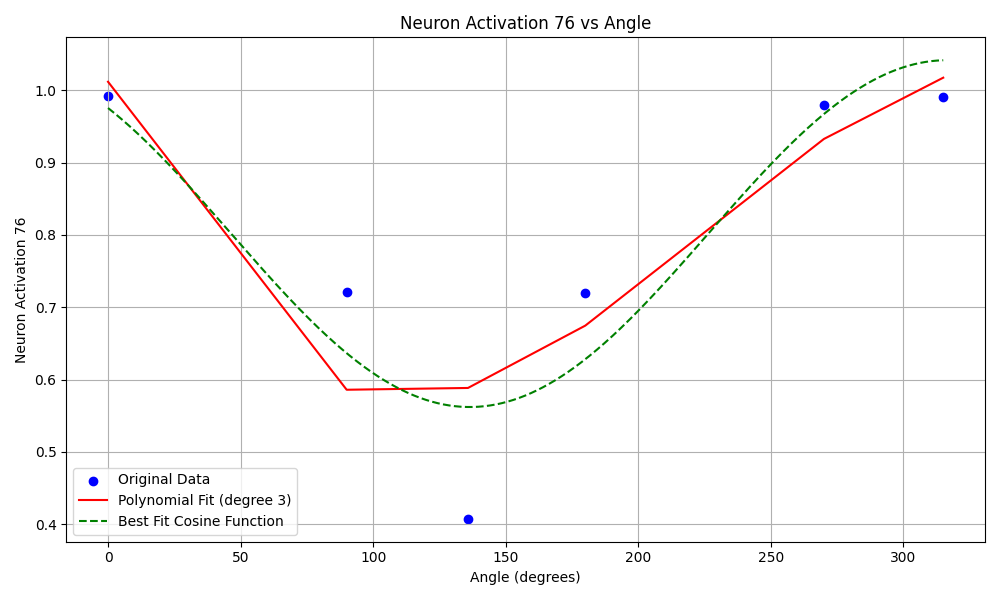 Neuron Activation 76 vs Angle
Neuron Activation 76
1.0
0.9
0.8
0.7
0.6
0.5
0.4
Original Data
Polynomial Fit (degree 3)
Best Fit Cosine Function
0 50 100 150 200 250 300
Angle (degrees)